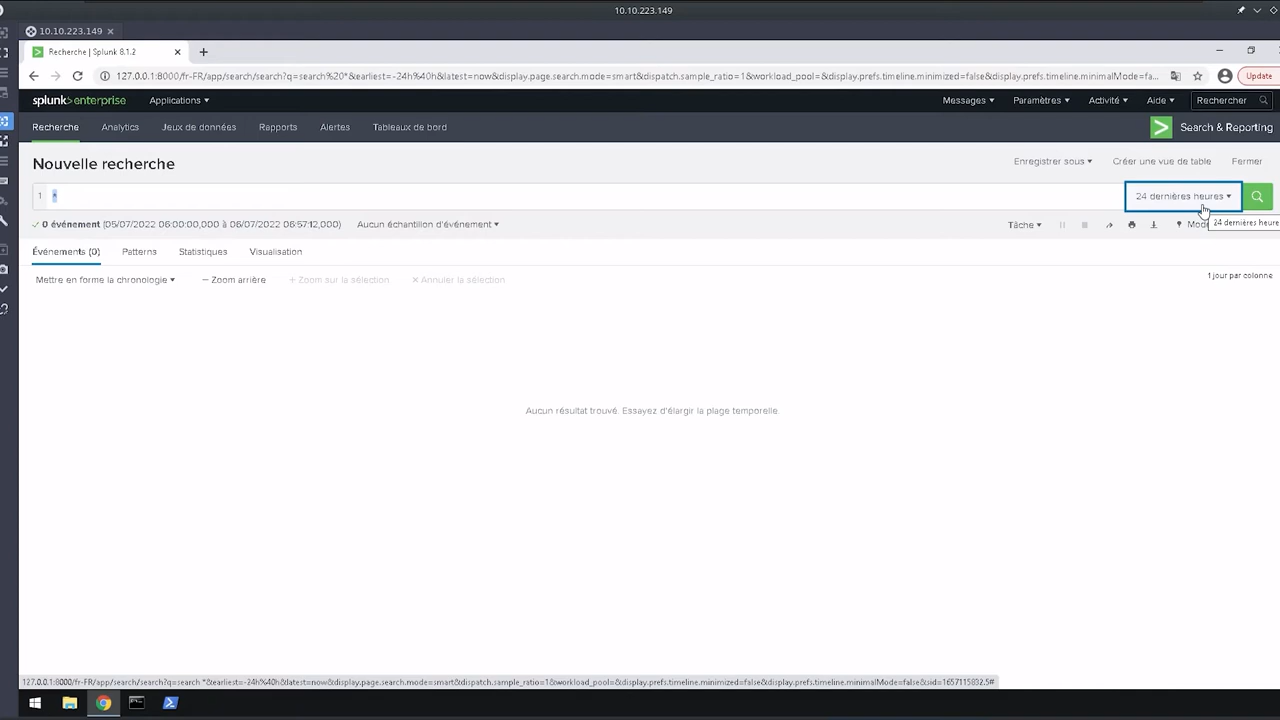 10.10.223.149
10.10.223.149
Recherche | Splunk 8.1.2
127.0.0.1:8000/fr-FR/app/search/search?q=search%20*&earliest=-24h%40h&latest=now&display.page.search.mode=smart&dispatch.sample_ratio=1&workload_pool=&display.prefs.timeline.minimized=false&display.prefs.timeline.minimalMode=fa...
Update
splunk>enterprise Applications
Messages Paramètres Activité Aide Rechercher
Recherche Analytics Jeux de données Rapports Alertes Tableaux de bord
Search & Reporting
Nouvelle recherche
Enregistrer sous Créer une vue de table Fermer
1 *
24 dernières heures
0 événement (05/07/2022 06:00:00,000 à 06/07/2022 06:57:12,000) Aucun échantillon d'événement
Tâche
24 dernières heure
Événements (0) Patterns Statistiques Visualisation
Mettre en forme la chronologie — Zoom arrière + Zoom sur la sélection × Annuler la sélection
1 jour par colonne
Aucun résultat trouvé. Essayez d'élargir la plage temporelle.
127.0.0.1:8000/fr-FR/app/search/search?q=search *&earliest=-24h%40h&latest=now&display.page.search.mode=smart&dispatch.sample_ratio=1&workload_pool=&display.prefs.timeline.minimized=false&display.prefs.timeline.minimalMode=false&sid=1657115832.5#